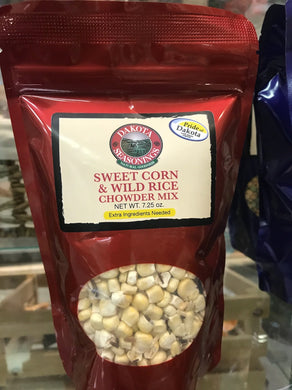 DAKOTA
SEASONINGS
Pride of
Dakota
SWEET CORN
& WILD RICE
CHOWDER MIX
NET WT. 7.25 oz.
Extra Ingredients Needed